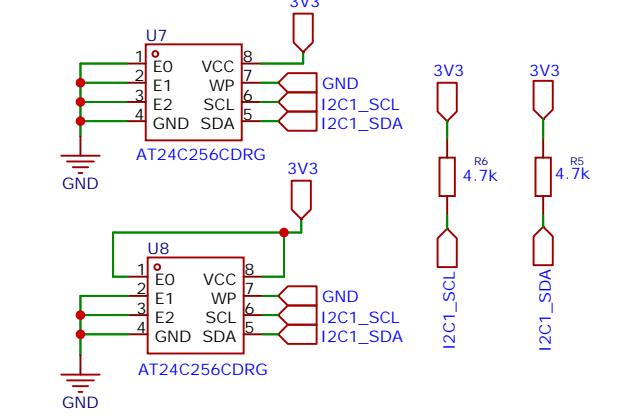 3V3
U7
1 E0 VCC 8
2 E1 WP 7 GND
3 E2 SCL 6 I2C1_SCL
4 GND SDA 5 I2C1_SDA
AT24C256CDRG
GND
3V3
3V3
R6
4.7k
I2C1_SCL
R5
4.7k
I2C1_SDA
3V3
U8
1 E0 VCC 8
2 E1 WP 7 GND
3 E2 SCL 6 I2C1_SCL
4 GND SDA 5 I2C1_SDA
AT24C256CDRG
GND